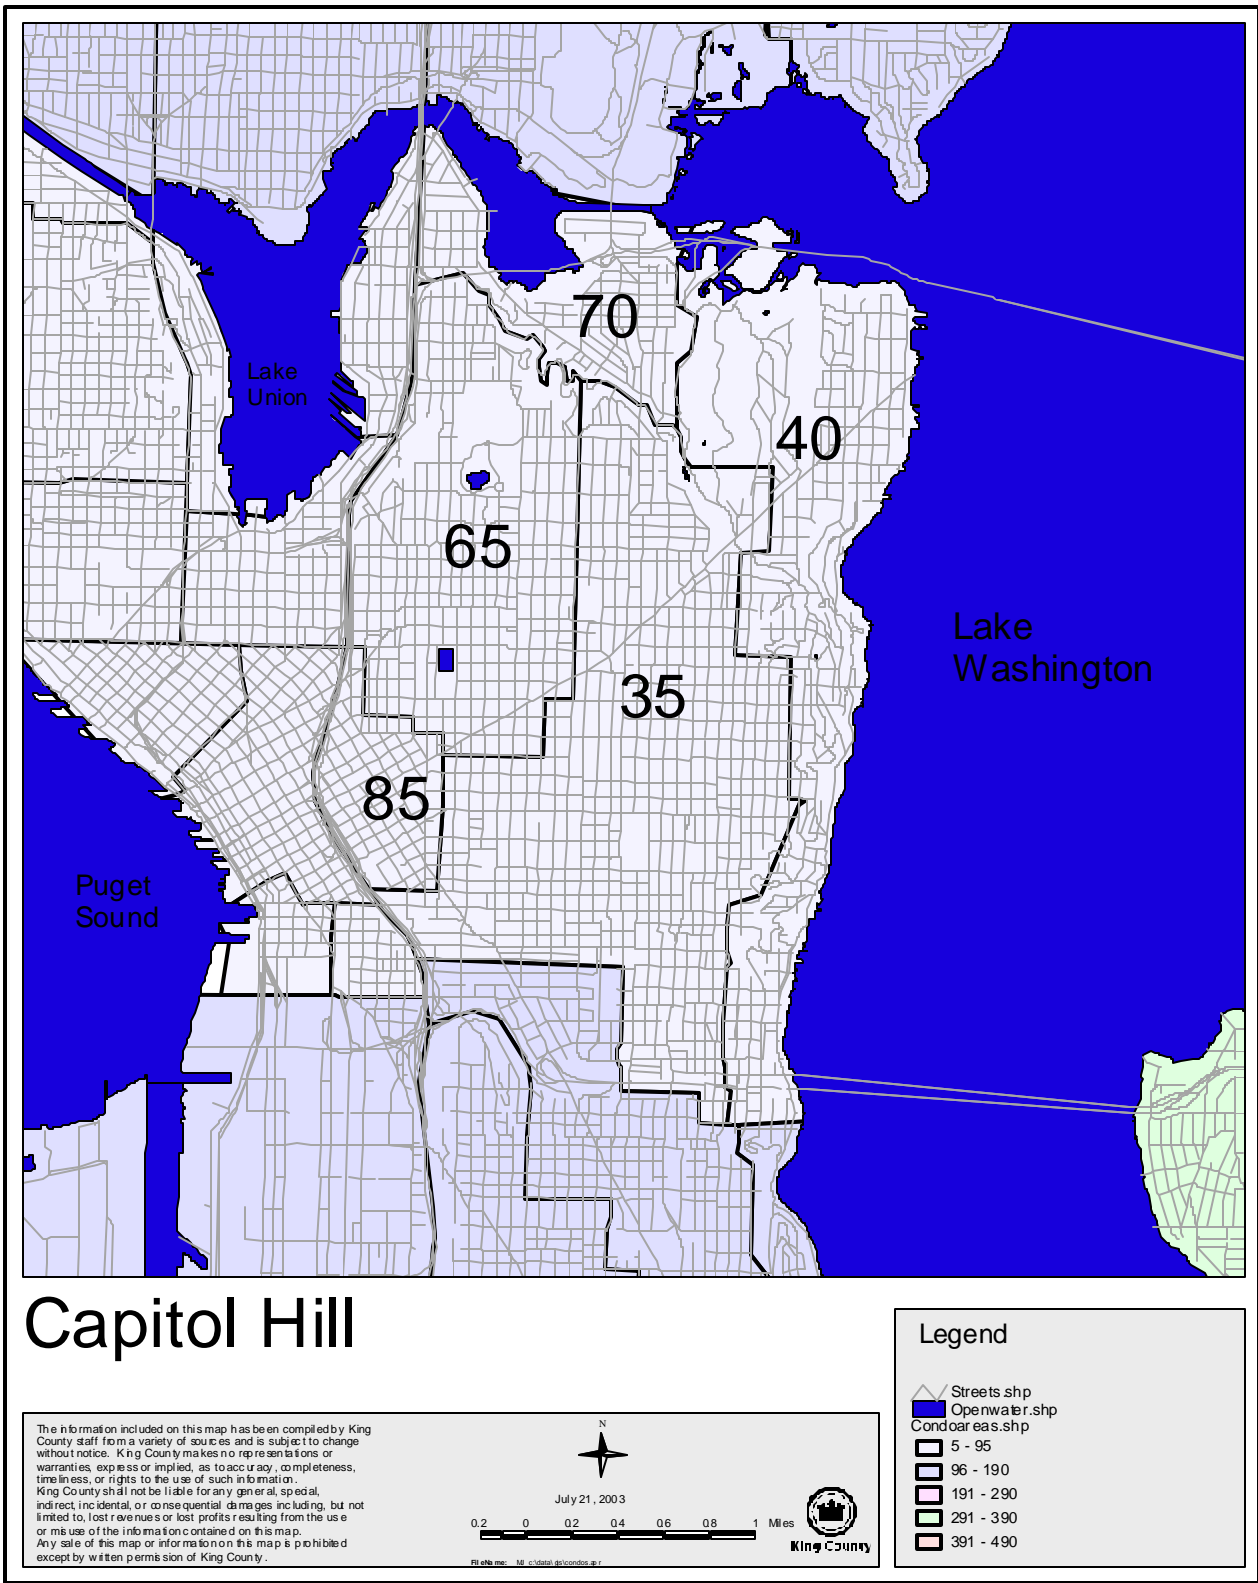 70
Lake
Union
40
65
Lake
Washington
35
85
Puget
Sound
Capitol Hill
Legend
Streets.shp
Openwater.shp
Condoareas.shp
5 - 95
96 - 190
191 - 290
291 - 390
391 - 490
The information included on this map has been compiled by King
County staff from a variety of sources and is subject to change
without notice. King County makes no representations or
warranties, express or implied, as to accuracy, completeness,
timeliness, or rights to the use of such information.
King County shall not be liable for any general, special,
indirect, incidental, or consequential damages including, but not
limited to, lost revenues or lost profits resulting from the use
or misuse of the information contained on this map.
Any sale of this map or information on this map is prohibited
except by written permission of King County.
N
July 21, 2003
0.2 0 0.2 0.4 0.6 0.8 1 Miles
King County
File Name: MJ c:\data\gis\condos.apr